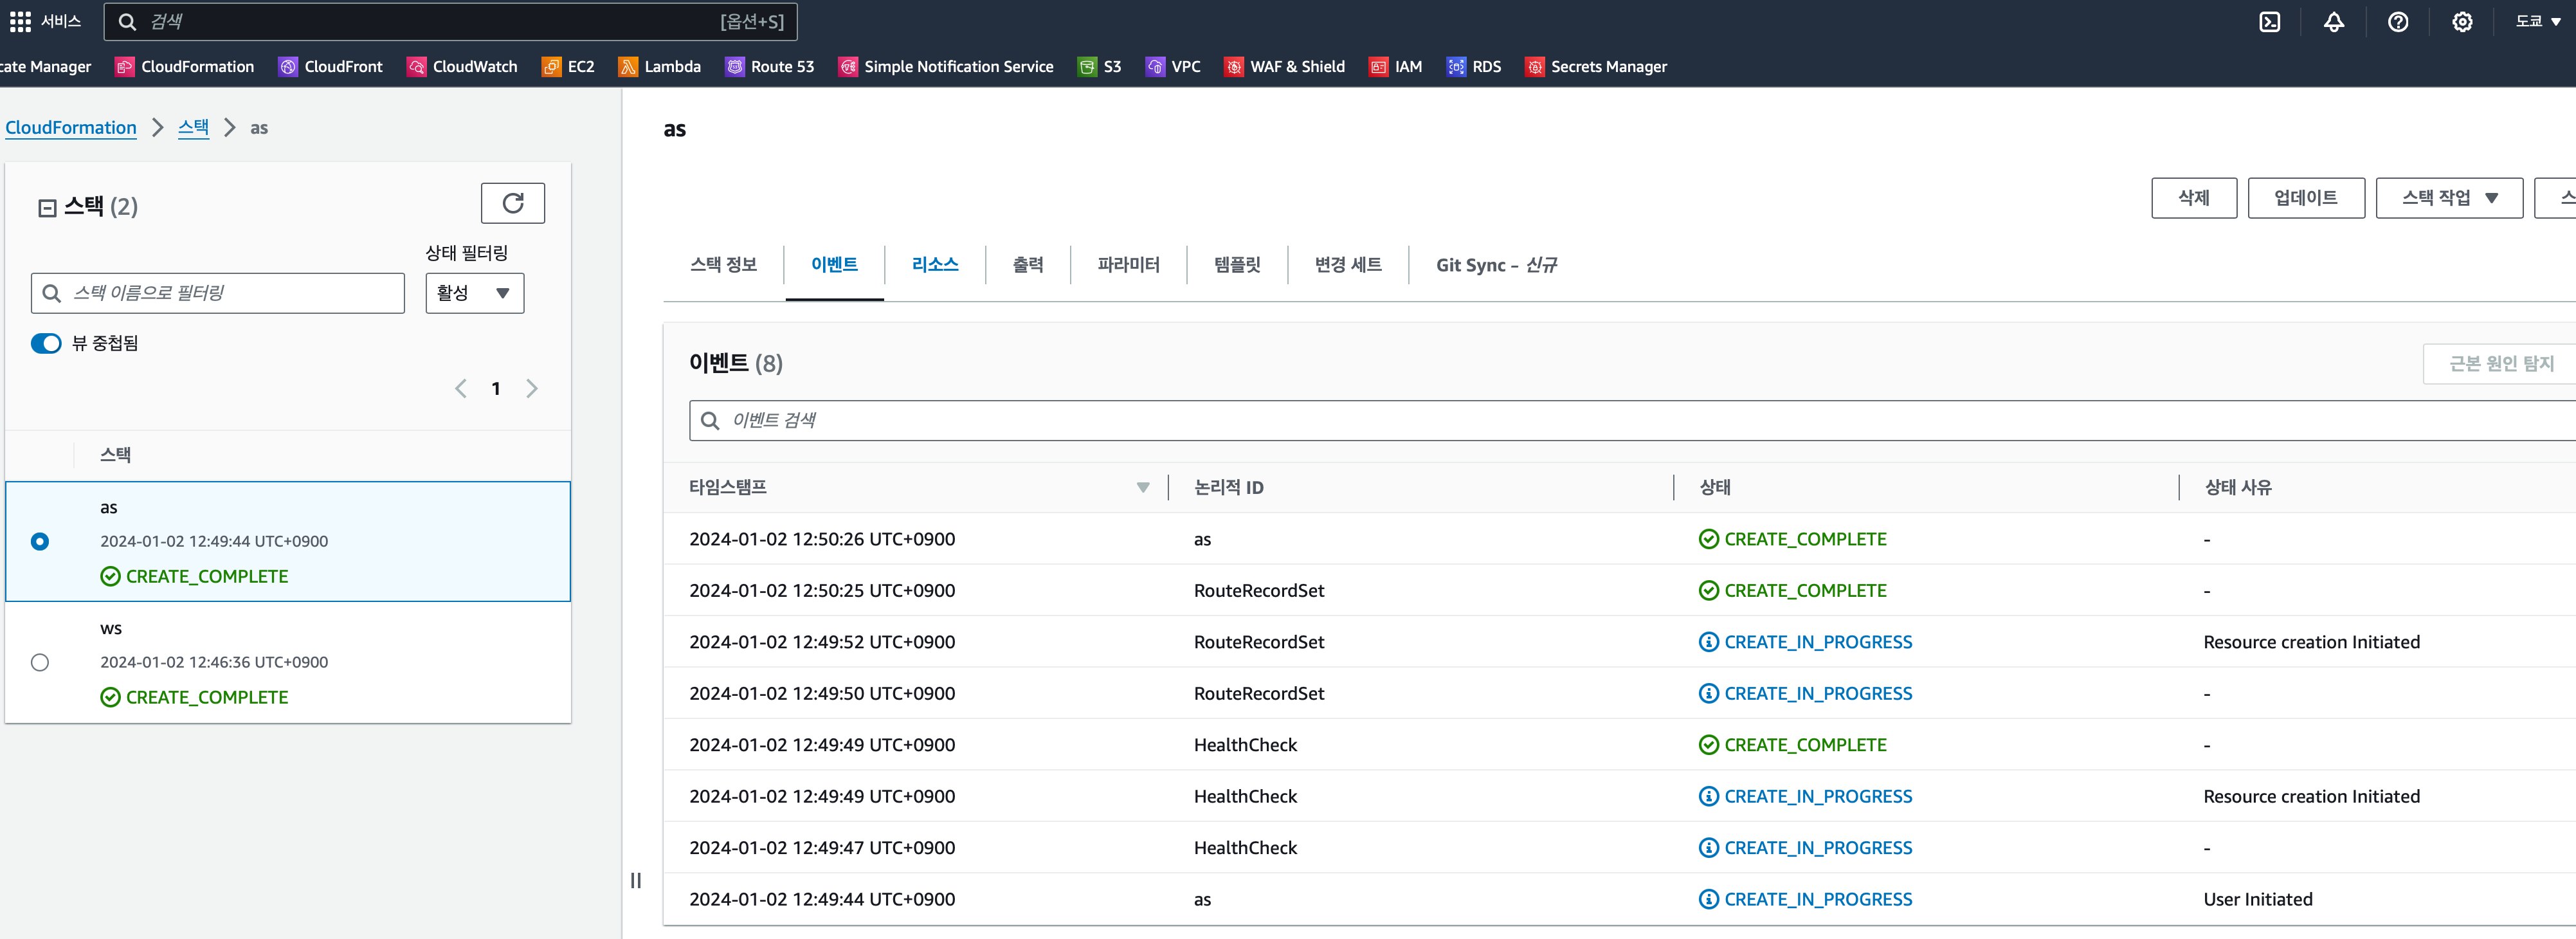 서비스
검색
[옵션+S]
도쿄
cate Manager
CloudFormation
CloudFront
CloudWatch
EC2
Lambda
Route 53
Simple Notification Service
S3
VPC
WAF & Shield
IAM
RDS
Secrets Manager
CloudFormation > 스택 > as
스택 (2)
상태 필터링
스택 이름으로 필터링
활성
뷰 중첩됨
1
스택
as
2024-01-02 12:49:44 UTC+0900
CREATE_COMPLETE
ws
2024-01-02 12:46:36 UTC+0900
CREATE_COMPLETE
as
삭제
업데이트
스택 작업
스
스택 정보
이벤트
리소스
출력
파라미터
템플릿
변경 세트
Git Sync - 신규
이벤트 (8)
근본 원인 탐지
이벤트 검색
타임스탬프 논리적 ID 상태 상태 사유
2024-01-02 12:50:26 UTC+0900 as CREATE_COMPLETE -
2024-01-02 12:50:25 UTC+0900 RouteRecordSet CREATE_COMPLETE -
2024-01-02 12:49:52 UTC+0900 RouteRecordSet CREATE_IN_PROGRESS Resource creation Initiated
2024-01-02 12:49:50 UTC+0900 RouteRecordSet CREATE_IN_PROGRESS -
2024-01-02 12:49:49 UTC+0900 HealthCheck CREATE_COMPLETE -
2024-01-02 12:49:49 UTC+0900 HealthCheck CREATE_IN_PROGRESS Resource creation Initiated
2024-01-02 12:49:47 UTC+0900 HealthCheck CREATE_IN_PROGRESS -
2024-01-02 12:49:44 UTC+0900 as CREATE_IN_PROGRESS User Initiated